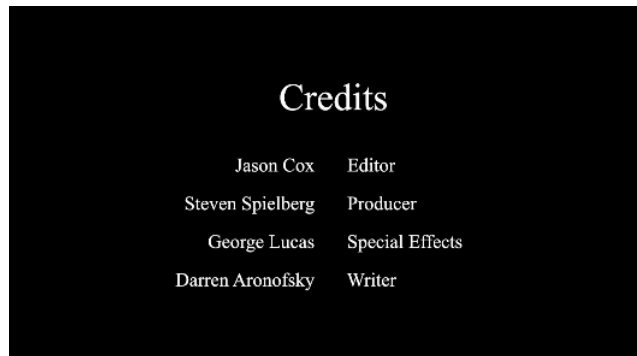 Credits
Jason Cox Editor
Steven Spielberg Producer
George Lucas Special Effects
Darren Aronofsky Writer